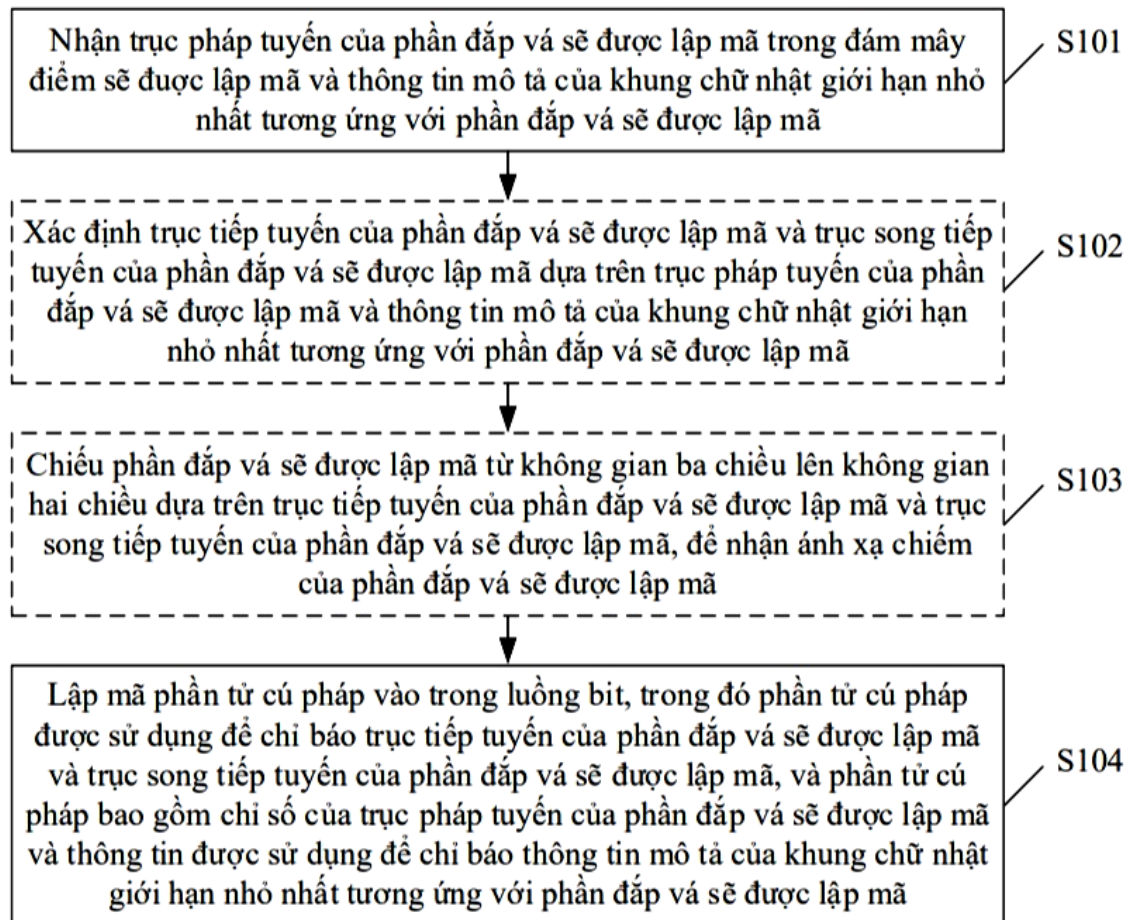 Nhận trục pháp tuyến của phần đắp vá sẽ được lập mã trong đám mây
điểm sẽ đuợc lập mã và thông tin mô tả của khung chữ nhật giới hạn nhỏ
nhất tương ứng với phần đắp vá sẽ được lập mã
S101
Xác định trục tiếp tuyến của phần đắp vá sẽ được lập mã và trục song tiếp
tuyến của phần đắp vá sẽ được lập mã dựa trên trục pháp tuyến của phần
đắp vá sẽ được lập mã và thông tin mô tả của khung chữ nhật giới hạn
nhỏ nhất tương ứng với phần đắp vá sẽ được lập mã
S102
Chiếu phần đắp vá sẽ được lập mã từ không gian ba chiều lên không gian
hai chiều dựa trên trục tiếp tuyến của phần đắp vá sẽ được lập mã và trục
song tiếp tuyến của phần đắp vá sẽ được lập mã, để nhận ánh xạ chiếm
của phần đắp vá sẽ được lập mã
S103
Lập mã phần tử cú pháp vào trong luồng bit, trong đó phần tử cú pháp
được sử dụng để chỉ báo trục tiếp tuyến của phần đắp vá sẽ được lập mã
và trục song tiếp tuyến của phần đắp vá sẽ được lập mã, và phần tử cú
pháp bao gồm chỉ số của trục pháp tuyến của phần đắp vá sẽ được lập mã
và thông tin được sử dụng để chỉ báo thông tin mô tả của khung chữ nhật
giới hạn nhỏ nhất tương ứng với phần đắp vá sẽ được lập mã
S104